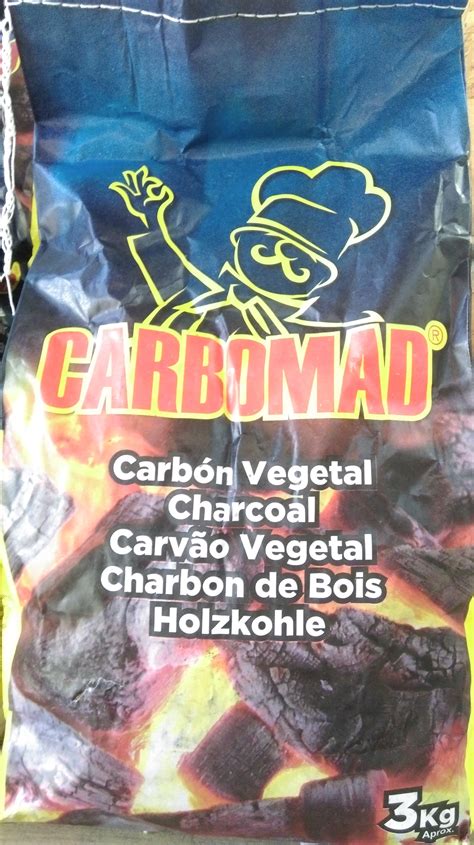 CARBOMAD®
Carbón Vegetal
Charcoal
Carvão Vegetal
Charbon de Bois
Holzkohle
3Kg
Aprox.